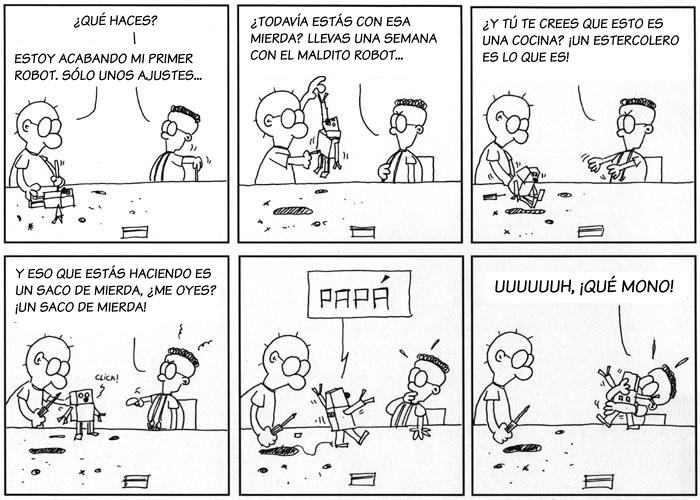 ¿QUÉ HACES?
ESTOY ACABANDO MI PRIMER
ROBOT. SÓLO UNOS AJUSTES...
¿TODAVÍA ESTÁS CON ESA
MIERDA? LLEVAS UNA SEMANA
CON EL MALDITO ROBOT...
¿Y TÚ TE CREES QUE ESTO ES
UNA COCINA? ¡UN ESTERCOLERO
ES LO QUE ES!
Y ESO QUE ESTÁS HACIENDO ES
UN SACO DE MIERDA, ¿ME OYES?
¡UN SACO DE MIERDA!
CLICK!
PAPÁ
UUUUUUH, ¡QUÉ MONO!